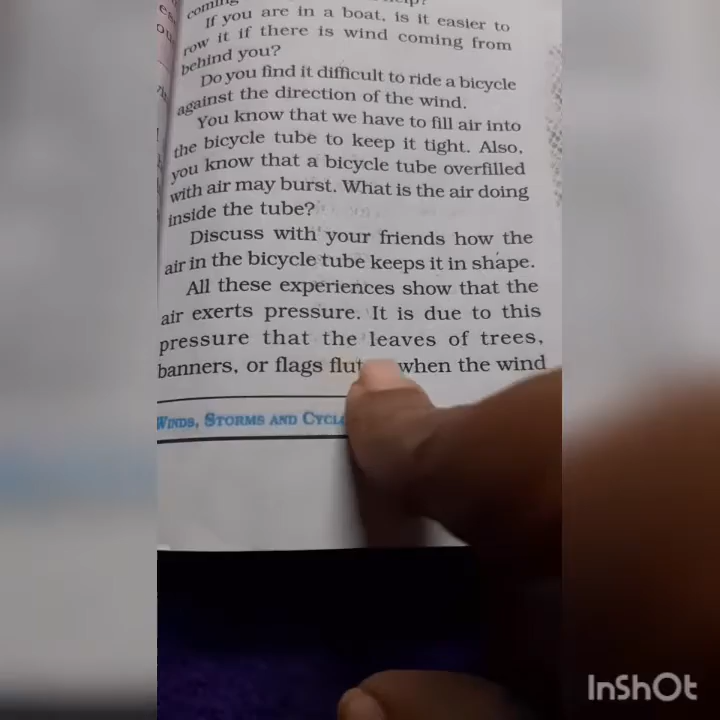 coming
If you are in a boat, is it easier to
row it if there is wind coming from
behind you?
Do you find it difficult to ride a bicycle
against the direction of the wind.
You know that we have to fill air into
the bicycle tube to keep it tight. Also,
you know that a bicycle tube overfilled
with air may burst. What is the air doing
inside the tube?
Discuss with your friends how the
air in the bicycle tube keeps it in shape.
All these experiences show that the
air exerts pressure. It is due to this
pressure that the leaves of trees,
banners, or flags flut when the wind
WINDS, STORMS AND CYCL
InShOt